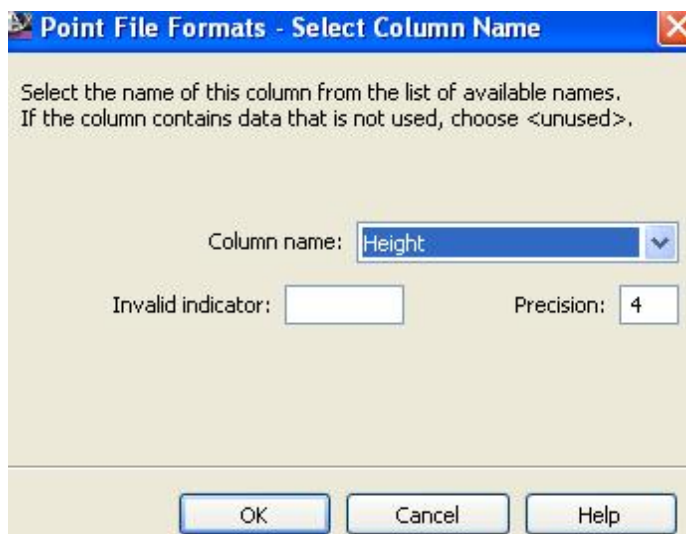 Point File Formats - Select Column Name
Select the name of this column from the list of available names.
If the column contains data that is not used, choose <unused>.
Column name: Height
Invalid indicator: Precision: 4
OK Cancel Help